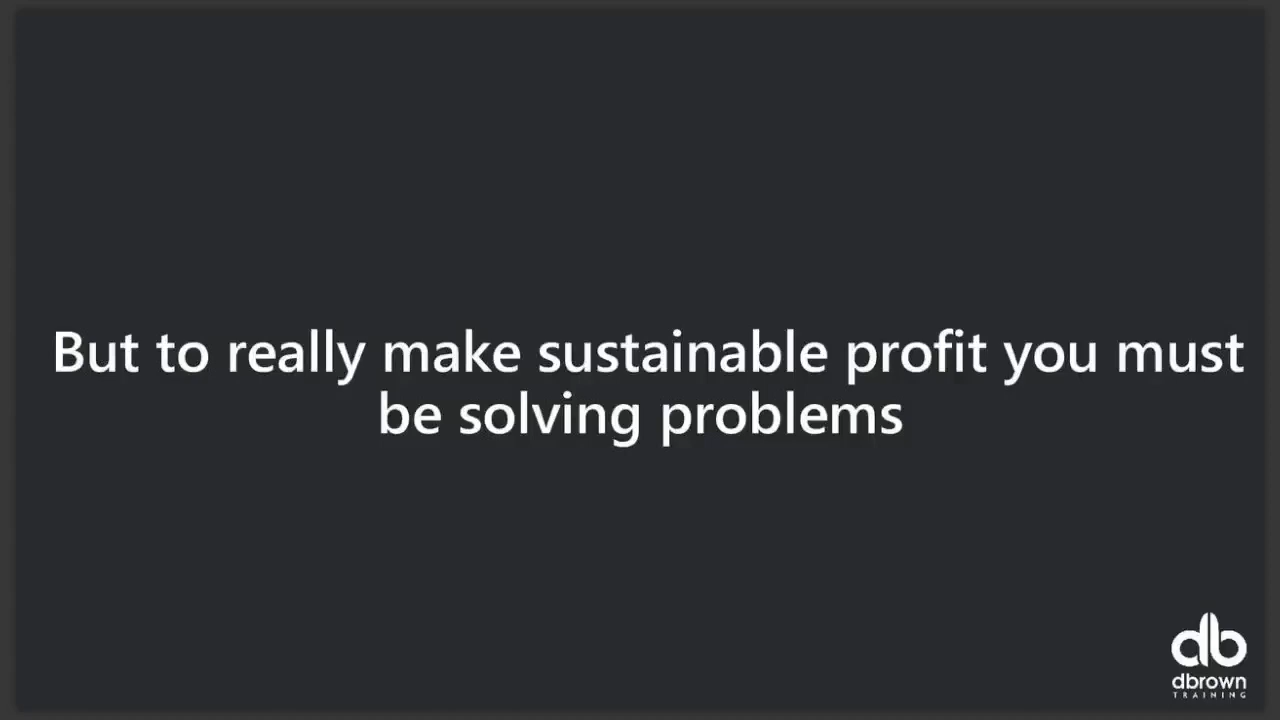 But to really make sustainable profit you must
be solving problems
db
dbrown
TRAINING